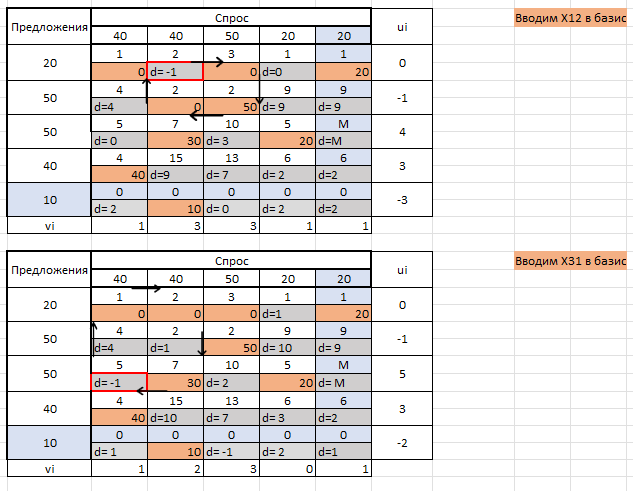 Предложения Спрос ui Вводим X12 в базис
40 40 50 20 20
20 1 2 3 1 1 0
0 d= -1 0 d=0 20
50 4 2 2 9 9 -1
d=4 0 50 d= 9 d= 9
50 5 7 10 5 M 4
d= 0 30 d= 3 20 d=M
40 4 15 13 6 6 3
40 d=9 d= 7 d= 2 d=2
10 0 0 0 0 0 -3
d= 2 10 d= 0 d= 2 d=2
vi 1 3 3 1 1
Предложения Спрос ui Вводим X31 в базис
40 40 50 20 20
20 1 2 3 1 1 0
0 0 0 d=1 20
50 4 2 2 9 9 -1
d=4 d=1 50 d= 10 d= 9
50 5 7 10 5 M 5
d= -1 30 d= 2 20 d= M
40 4 15 13 6 6 3
40 d=10 d= 7 d= 3 d=2
10 0 0 0 0 0 -2
d= 1 10 d= -1 d= 2 d=1
vi 1 2 3 0 1